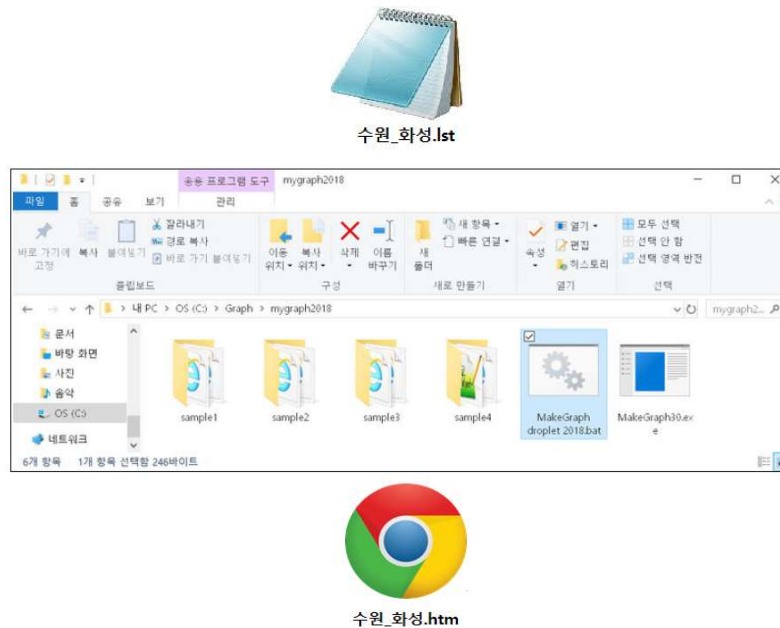 수원_화성.lst
응용 프로그램 도구 mygraph2018
파일 홈 공유 보기 관리
바로 가기에 고정
복사
붙여넣기
잘라내기
경로 복사
바로 가기 붙여넣기
클립보드
이동 위치
복사 위치
삭제
이름 바꾸기
구성
새 폴더
새 항목
빠른 연결
새로 만들기
속성
열기
편집
히스토리
열기
모두 선택
선택 안 함
선택 영역 반전
선택
내 PC > OS (C:) > Graph > mygraph2018
mygraph2...
문서
바탕 화면
사진
음악
OS (C:)
네트워크
sample1
sample2
sample3
sample4
MakeGraph
droplet 2018.bat
MakeGraph30.ex
e
6개 항목 1개 항목 선택함 246바이트
수원_화성.htm